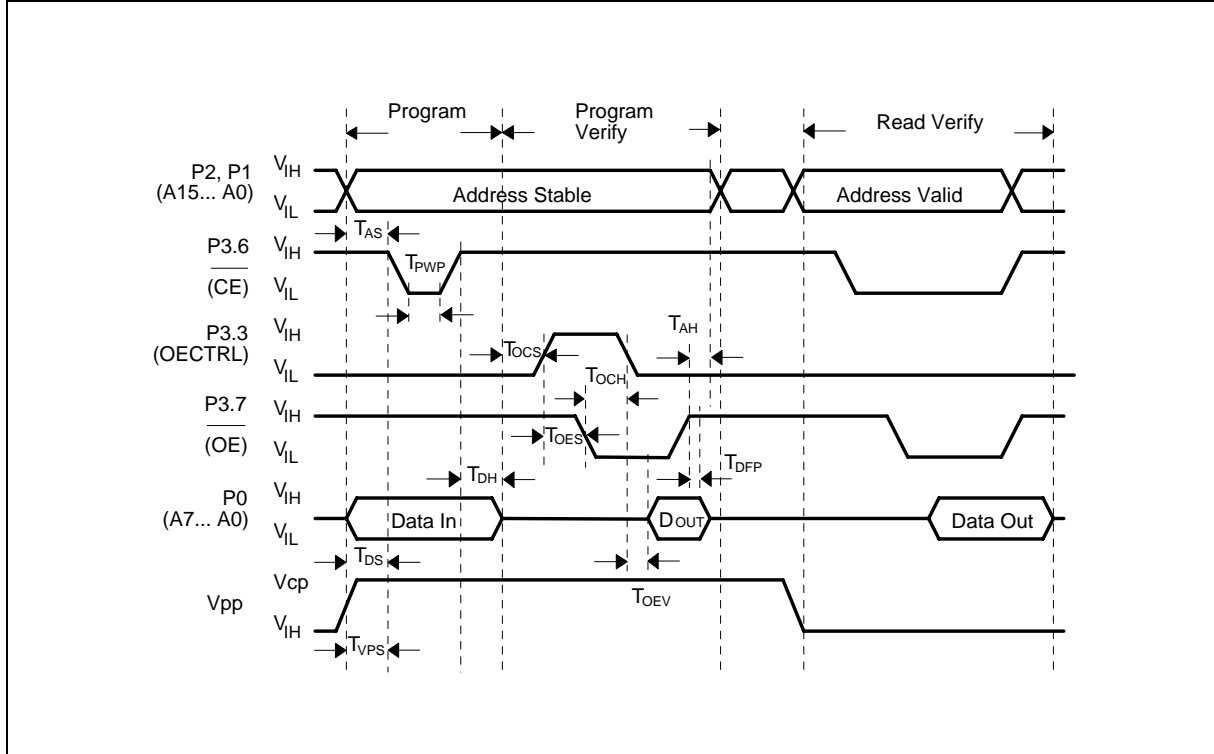 Program
Program
Verify
Read Verify
P2, P1
(A15... A0)
VIH
VIL
Address Stable
Address Valid
TAS
P3.6
(CE)
VIH
VIL
TPWP
P3.3
(OECTRL)
VIH
VIL
TOCS
TAH
TOCH
P3.7
(OE)
VIH
VIL
TOES
TDFP
TDH
P0
(A7... A0)
VIH
VIL
Data In
DOUT
Data Out
TDS
Vpp
Vcp
VIH
TOEV
TVPS